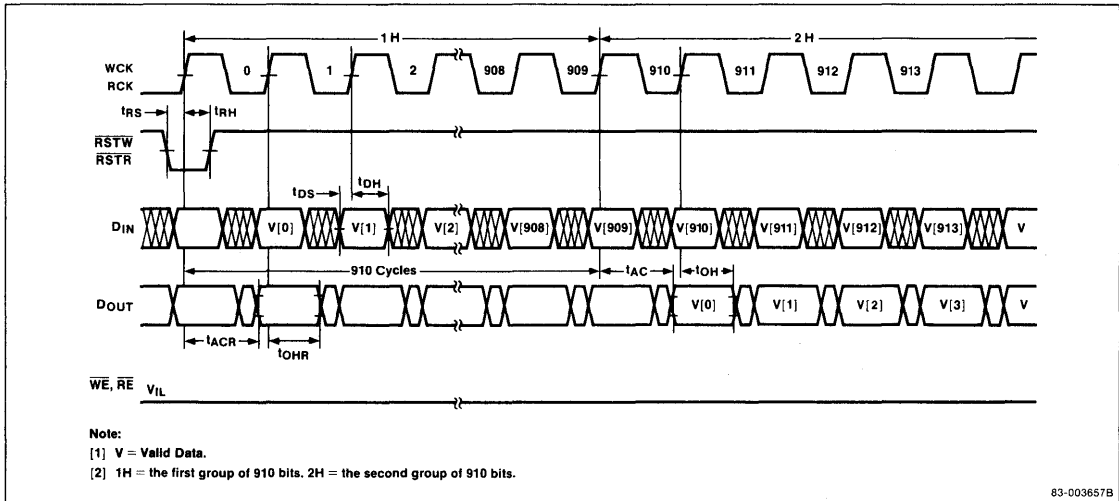 1 H 2 H
WCK
RCK
0 1 2 908 909 910 911 912 913
tRS tRH
RSTW
RSTR
tDS tDH
DIN V[0] V[1] V[2] V[908] V[909] V[910] V[911] V[912] V[913] V
910 Cycles tAC tOH
DOUT V[0] V[1] V[2] V[3] V
tACR tOHR
WE, RE VIL
Note:
[1] V = Valid Data.
[2] 1H = the first group of 910 bits. 2H = the second group of 910 bits.
83-003657B